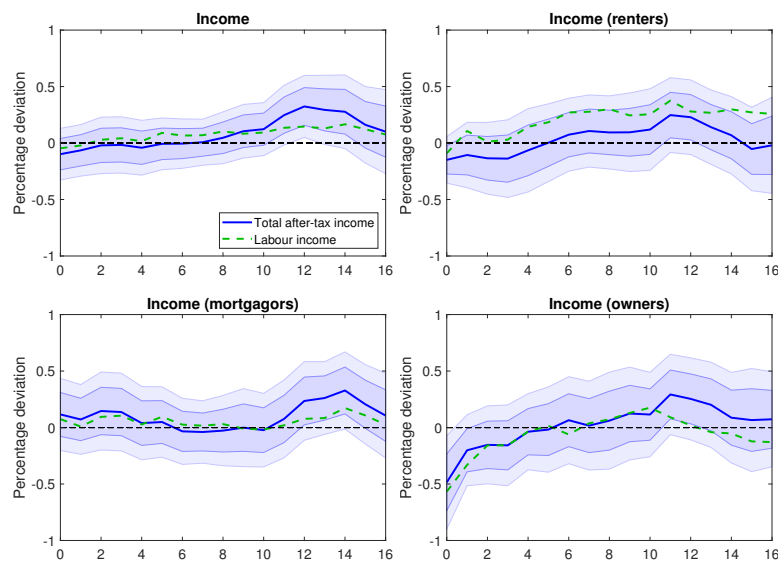 Income
Percentage deviation
1
0.5
0
-0.5
-1
Total after-tax income
Labour income
0 2 4 6 8 10 12 14 16
Income (renters)
Percentage deviation
1
0.5
0
-0.5
-1
0 2 4 6 8 10 12 14 16
Income (mortgagors)
Percentage deviation
1
0.5
0
-0.5
-1
0 2 4 6 8 10 12 14 16
Income (owners)
Percentage deviation
1
0.5
0
-0.5
-1
0 2 4 6 8 10 12 14 16